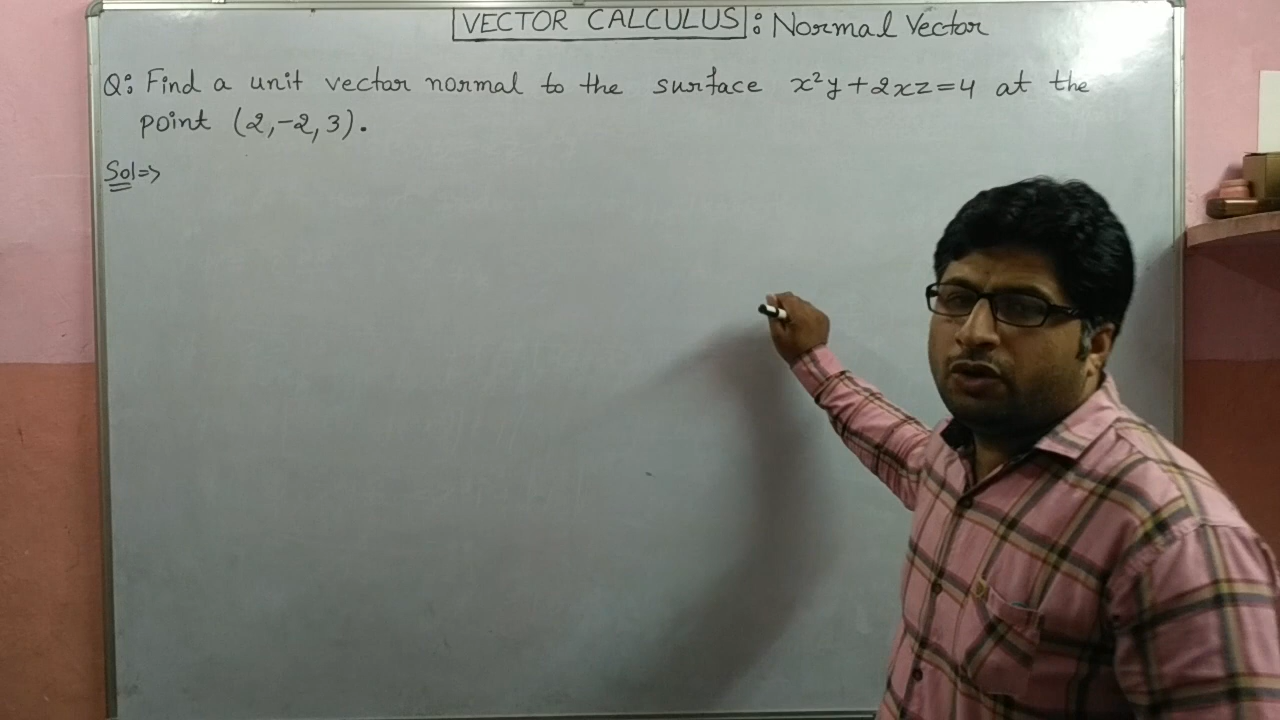 VECTOR CALCULUS : Normal Vector
Q: Find a unit vector normal to the surface x²y+2xz=4 at the
point (2,-2,3).
Sol=>